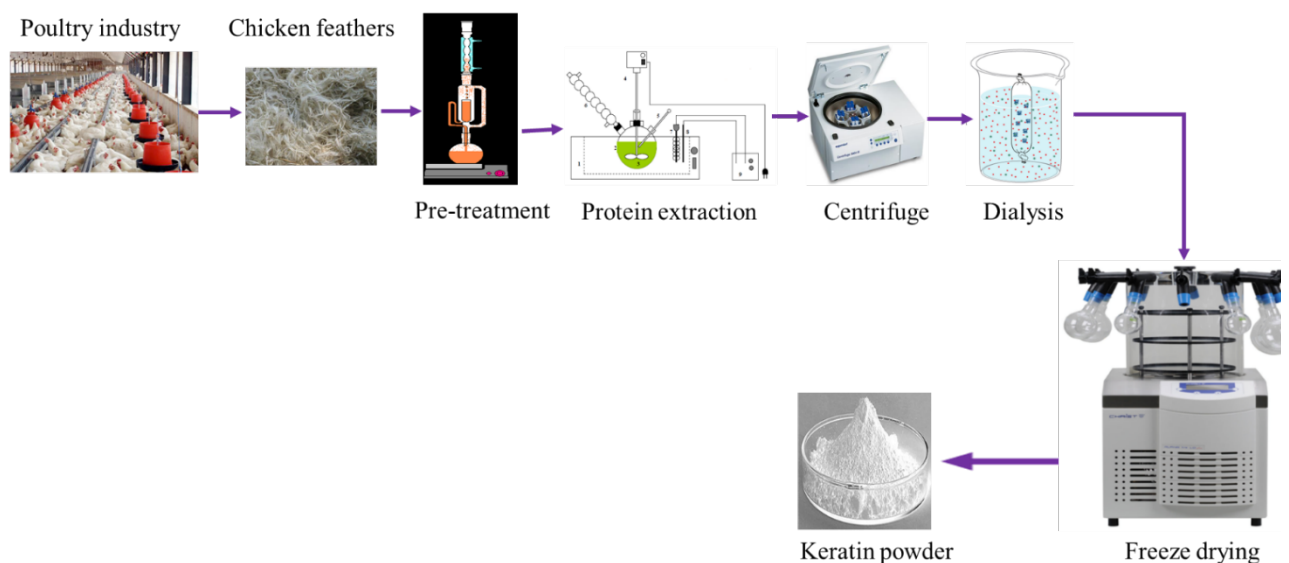 Poultry industry
Chicken feathers
Pre-treatment
Protein extraction
Centrifuge
Dialysis
Keratin powder
Freeze drying